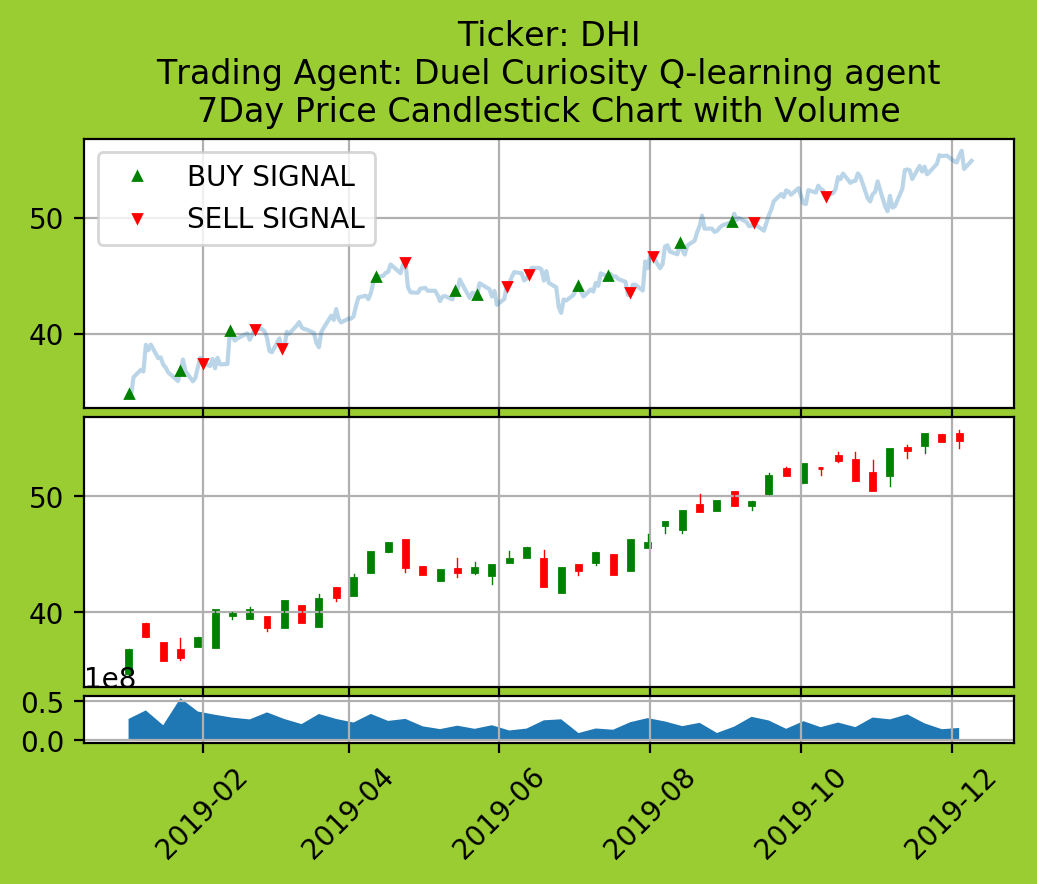 Ticker: DHI
Trading Agent: Duel Curiosity Q-learning agent
7Day Price Candlestick Chart with Volume
BUY SIGNAL
SELL SIGNAL
50
40
50
40
1e8
0.5
0.0
2019-02
2019-04
2019-06
2019-08
2019-10
2019-12